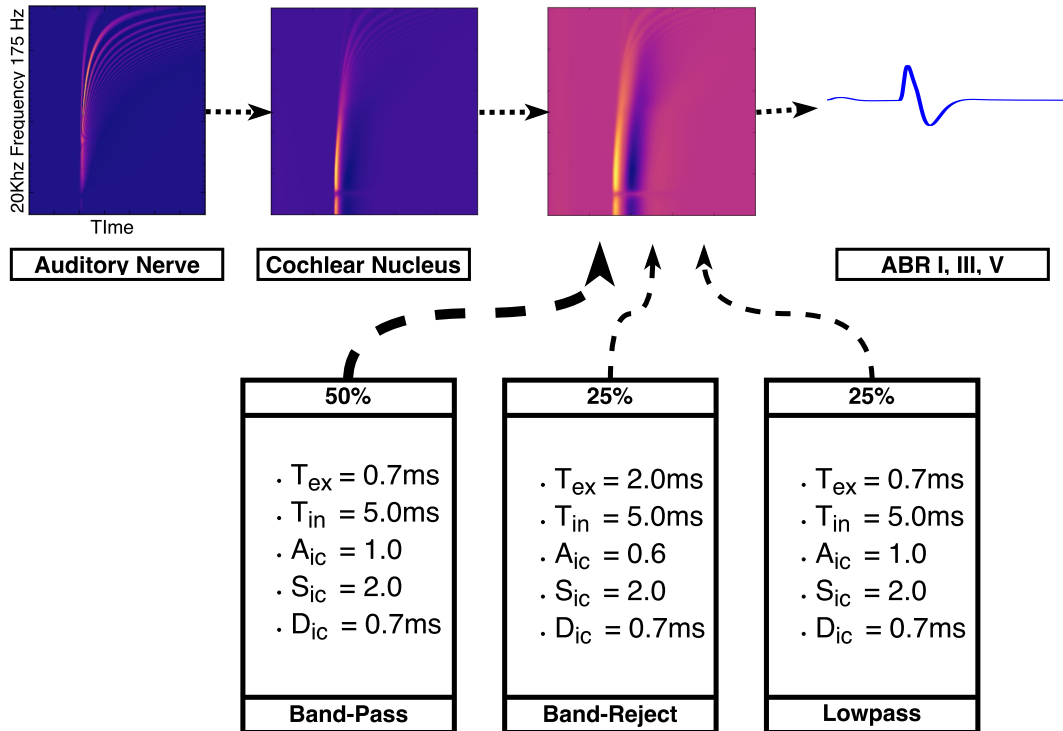 20Khz Frequency 175 Hz
TIme
Auditory Nerve
Cochlear Nucleus
ABR I, III, V
50%
· Tex = 0.7ms
· Tin = 5.0ms
· Aic = 1.0
· Sic = 2.0
· Dic = 0.7ms
Band-Pass
25%
· Tex = 2.0ms
· Tin = 5.0ms
· Aic = 0.6
· Sic = 2.0
· Dic = 0.7ms
Band-Reject
25%
· Tex = 0.7ms
· Tin = 5.0ms
· Aic = 1.0
· Sic = 2.0
· Dic = 0.7ms
Lowpass